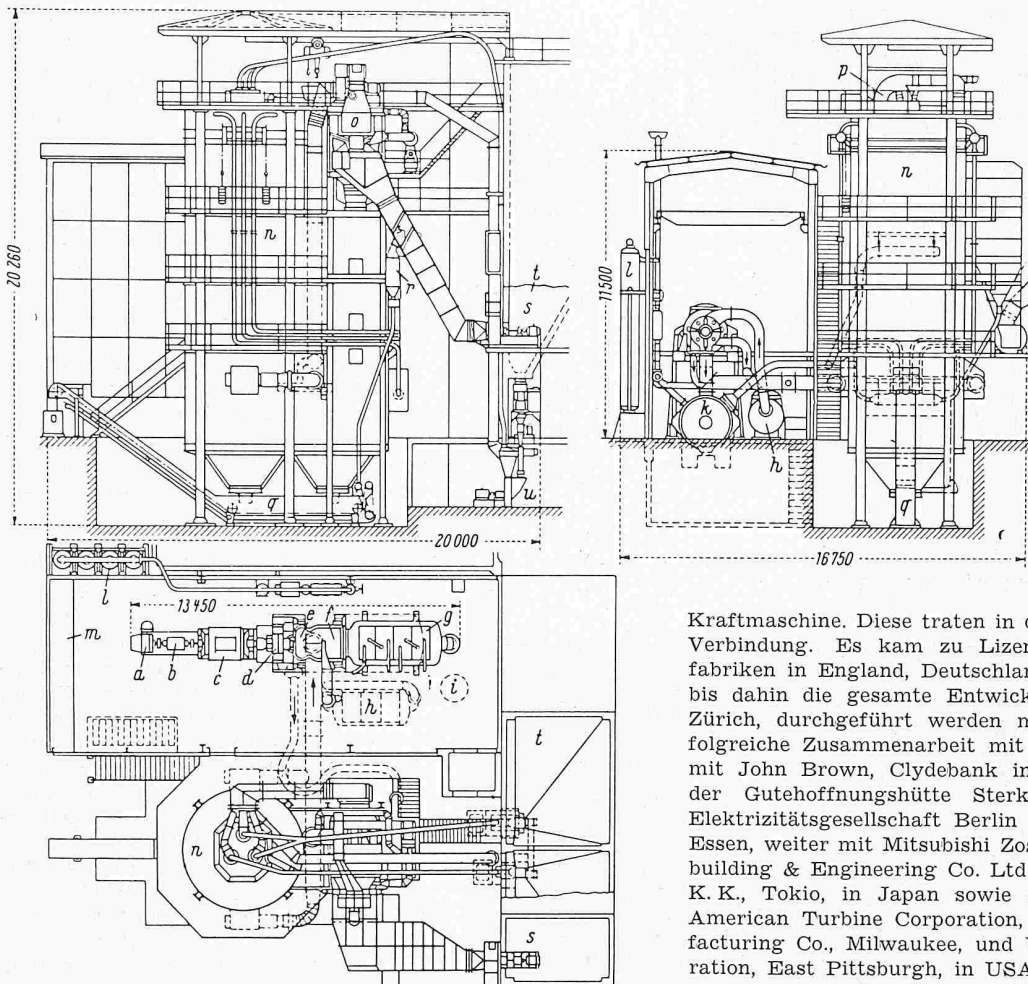 p
o
n
n
20 260
r
t
s
l
11500
k
h
q
u
q
20 000
16 750
l
13 450
m
a
b
c
d
e
f
g
h
i
t
n
s
Kraftmaschine. Diese traten in
Verbindung. Es kam zu Lizen
fabriken in England, Deutschlan
bis dahin die gesamte Entwick
Zürich, durchgeführt werden
folgreiche Zusammenarbeit mit
mit John Brown, Clydebank in
der Gutehoffnungshütte Sterk
Elektrizitätsgesellschaft Berlin
Essen, weiter mit Mitsubishi Zos
building & Engineering Co. Ltd
K. K., Tokio, in Japan sowie
American Turbine Corporation,
facturing Co., Milwaukee, und
ration, East Pittsburgh, in USA